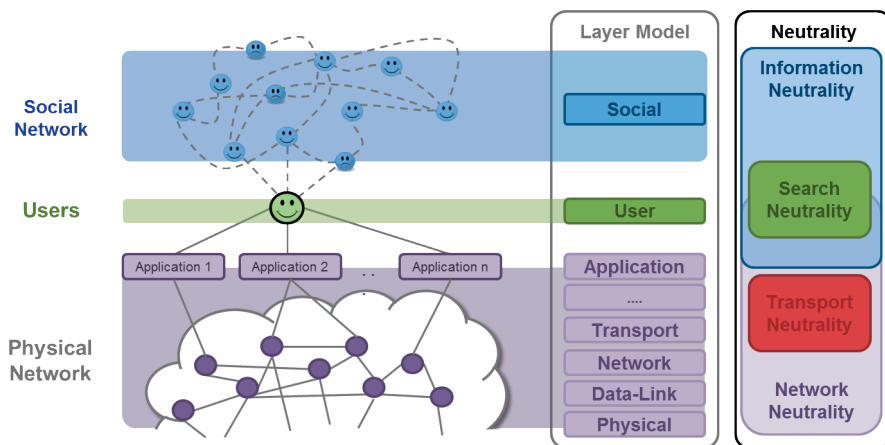 Layer Model
Neutrality
Social
Network
Social
Information
Neutrality
Users
User
Search
Neutrality
Application 1
Application 2
. .
.
Application n
Application
....
Transport
Network
Data-Link
Physical
Physical
Network
Transport
Neutrality
Network
Neutrality